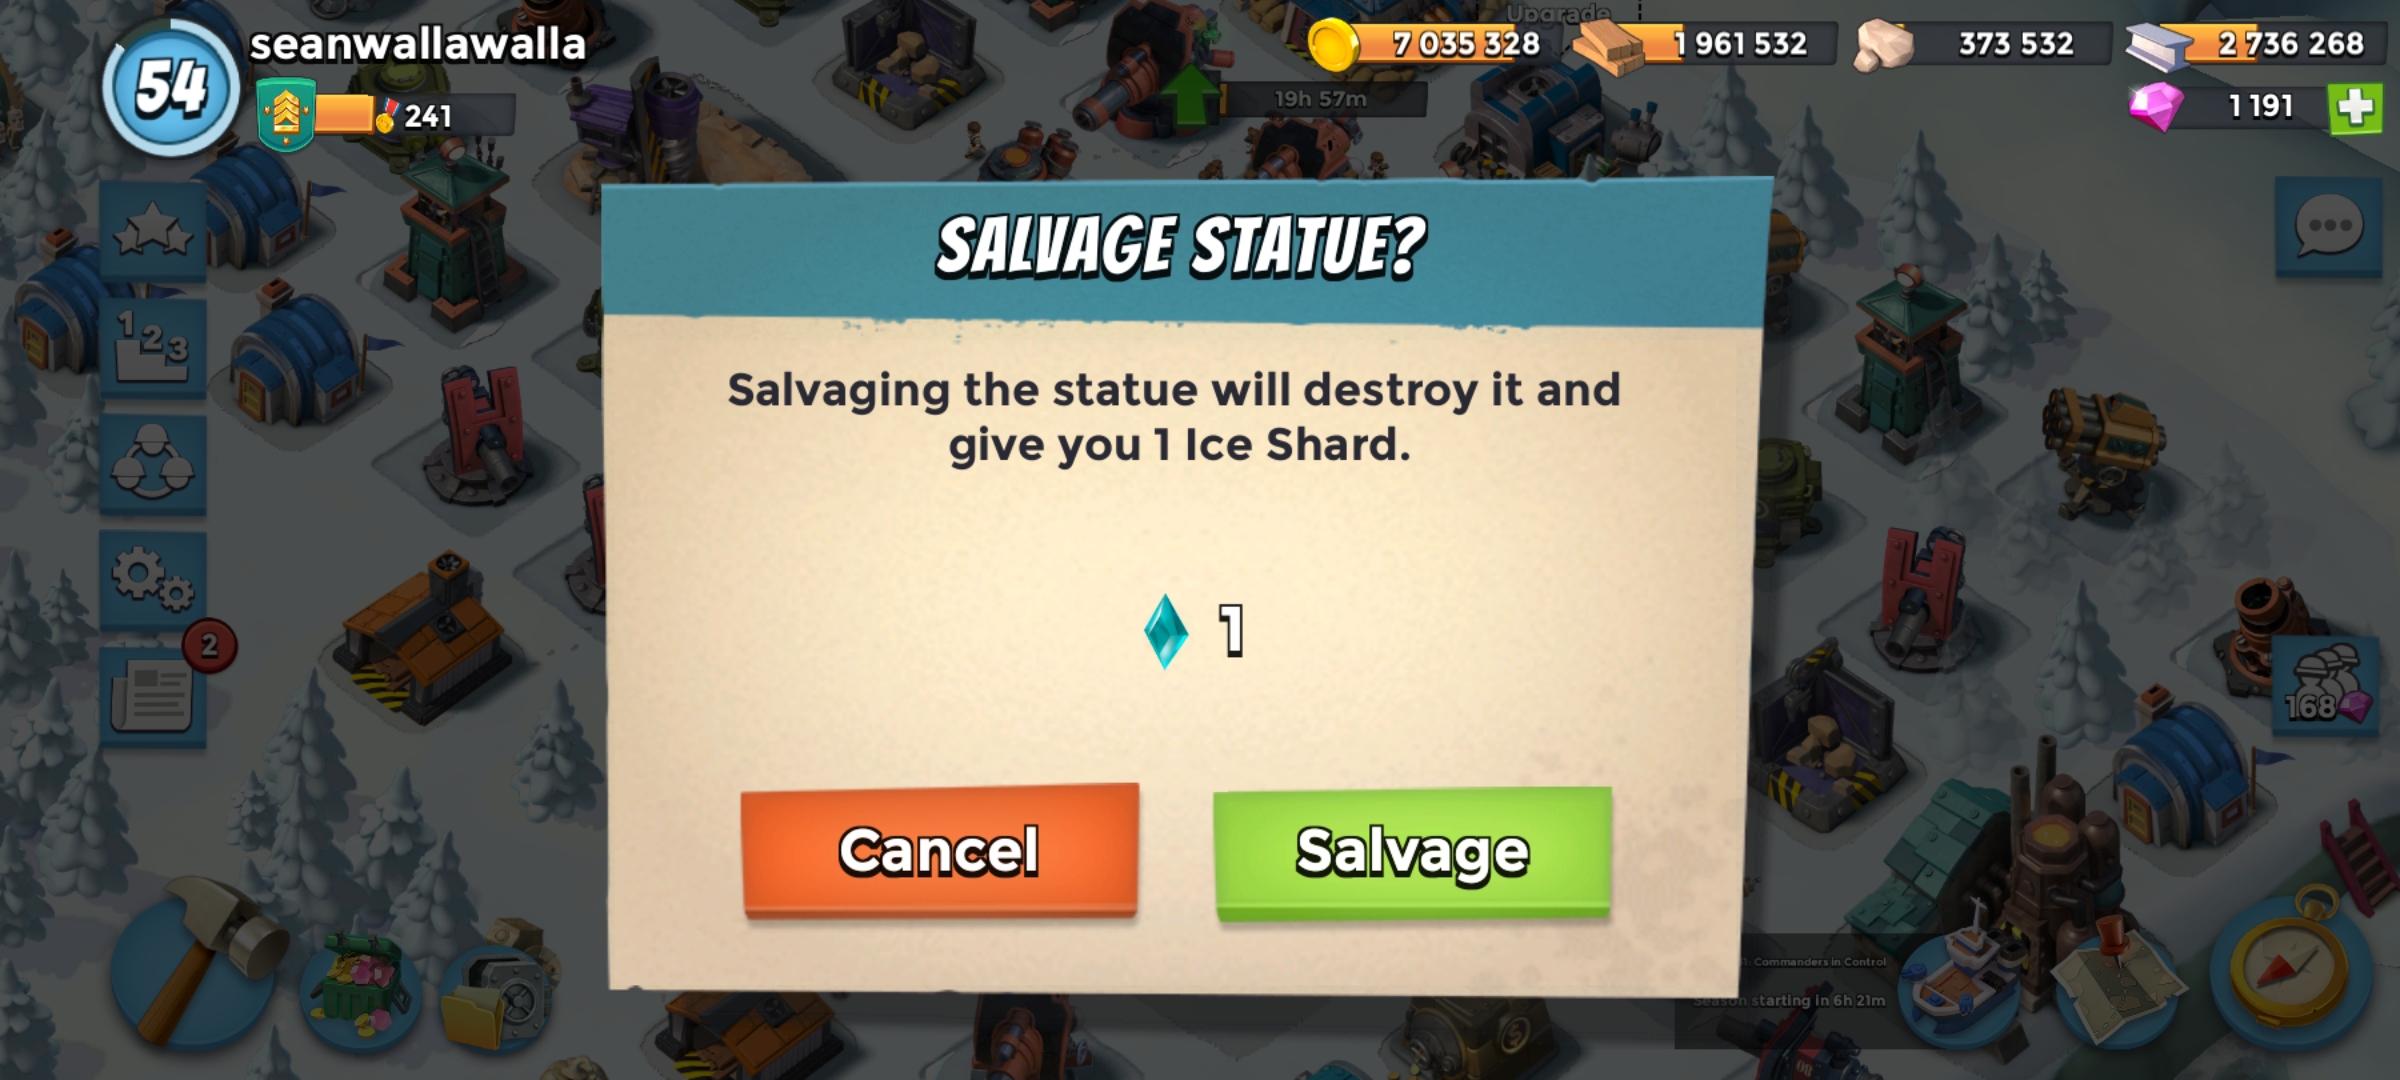 Upgrade
54
seanwallawalla
241
7 035 328
1 961 532
373 532
2 736 268
1 191
19h 57m
1 2 3
2
SALVAGE STATUE?
Salvaging the statue will destroy it and
give you 1 Ice Shard.
1
Cancel
Salvage
168
Commanders in Control
Season starting in 6h 21m